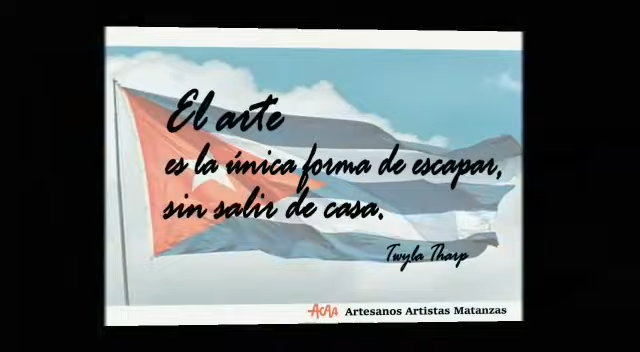 El arte
es la única forma de escapar,
sin salir de casa.
Twyla Tharp
ACAA Artesanos Artistas Matanzas